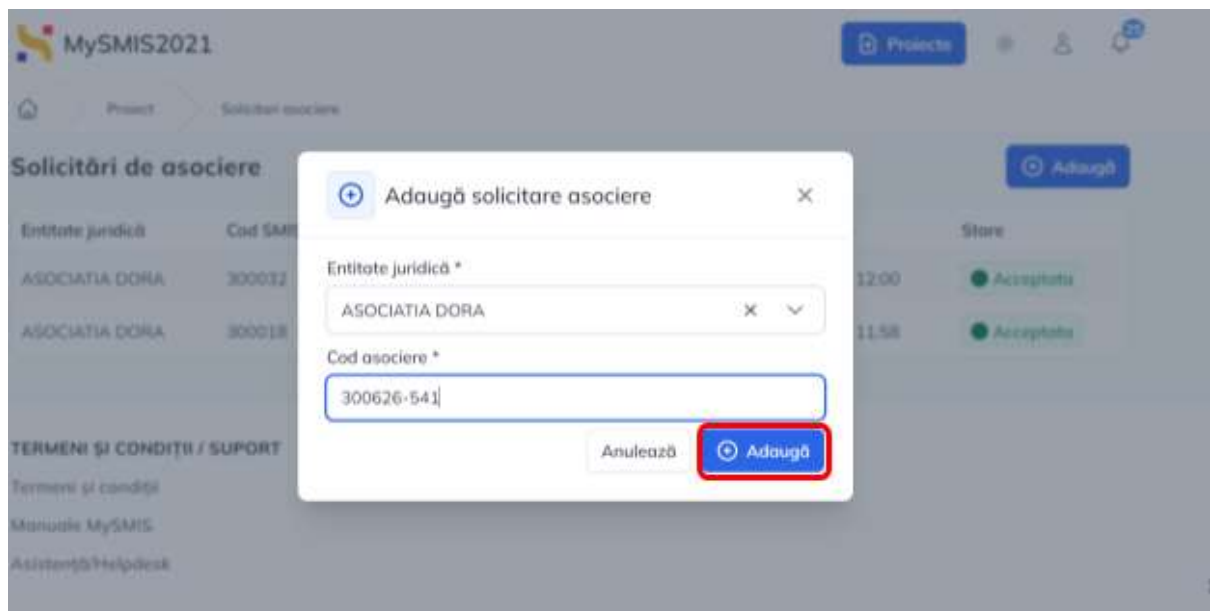 MySMIS2021
Proiecte
Proiect
Solicitari asociere
Solicitări de asociere
Adaugă
Adaugă solicitare asociere
Entitate juridică
Cod SMIS
Stare
Entitate juridică *
ASOCIATIA DORA
300032
12:00
Acceptata
ASOCIATIA DORA
ASOCIATIA DORA
300018
11:58
Acceptata
Cod asociere *
300626-541
Anulează
Adaugă
TERMENI ȘI CONDIȚII / SUPORT
Termeni și condiții
Manuale MySMIS
Asistență/Helpdesk